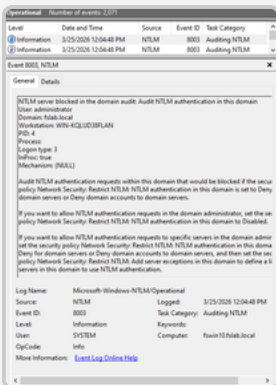 Operational Number of events: 2,071
Level Date and Time Source Event ID Task Category
Information 3/25/2026 12:04:48 PM NTLM 8003 Auditing NTLM
Information 3/25/2026 12:04:48 PM NTLM 8003 Auditing NTLM
Event 8003, NTLM
General Details
NTLM server blocked in the domain audit: Audit NTLM authentication in this domain
User: administrator
Domain: fslab.local
Workstation: WIN-KQLUD38FLAN
PID: 4
Process:
Logon type: 3
InProc: true
Mechanism: (NULL)
Audit NTLM authentication requests within this domain that would be blocked if the secur
policy Network Security: Restrict NTLM: NTLM authentication in this domain is set to Deny
domain servers or Deny domain accounts to domain servers.
If you want to allow NTLM authentication requests in the domain administrator, set the se
policy Network Security: Restrict NTLM: NTLM authentication in this domain to Disabled.
If you want to allow NTLM authentication requests to specific servers in the domain admir
set the security policy Network Security: Restrict NTLM: NTLM authentication in this doma
Deny for domain servers or Deny domain accounts to domain servers, and then set the sec
policy Network Security: Restrict NTLM: Add server exceptions in this domain to define a li
servers in this domain to use NTLM authentication.
Log Name: Microsoft-Windows-NTLM/Operational
Source: NTLM Logged: 3/25/2026 12:04:48 PM
Event ID: 8003 Task Category: Auditing NTLM
Level: Information Keywords:
User: SYSTEM Computer: fswin10.fslab.local
OpCode: Info
More Information: Event Log Online Help